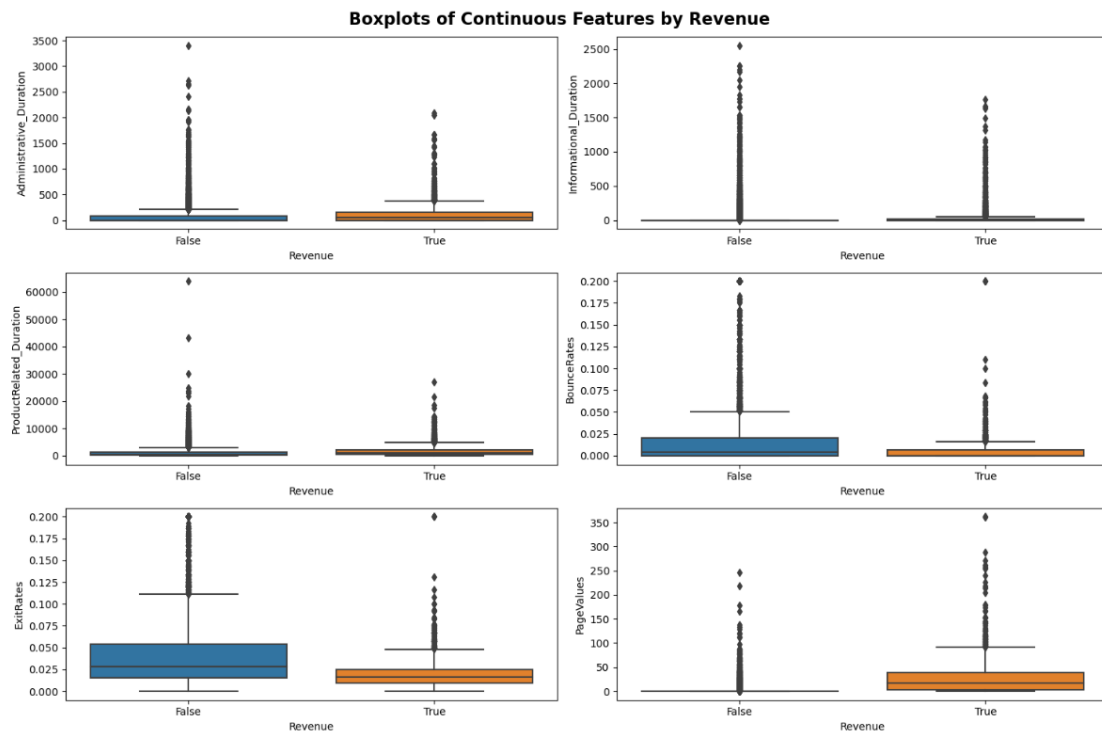 Boxplots of Continuous Features by Revenue
3500
3000
2500
2000
1500
1000
500
0
Administrative_Duration
False
True
Revenue
2500
2000
1500
1000
500
0
Informational_Duration
False
True
Revenue
60000
50000
40000
30000
20000
10000
0
ProductRelated_Duration
False
True
Revenue
0.200
0.175
0.150
0.125
0.100
0.075
0.050
0.025
0.000
BounceRates
False
True
Revenue
0.200
0.175
0.150
0.125
0.100
0.075
0.050
0.025
0.000
ExitRates
False
True
Revenue
350
300
250
200
150
100
50
0
PageValues
False
True
Revenue